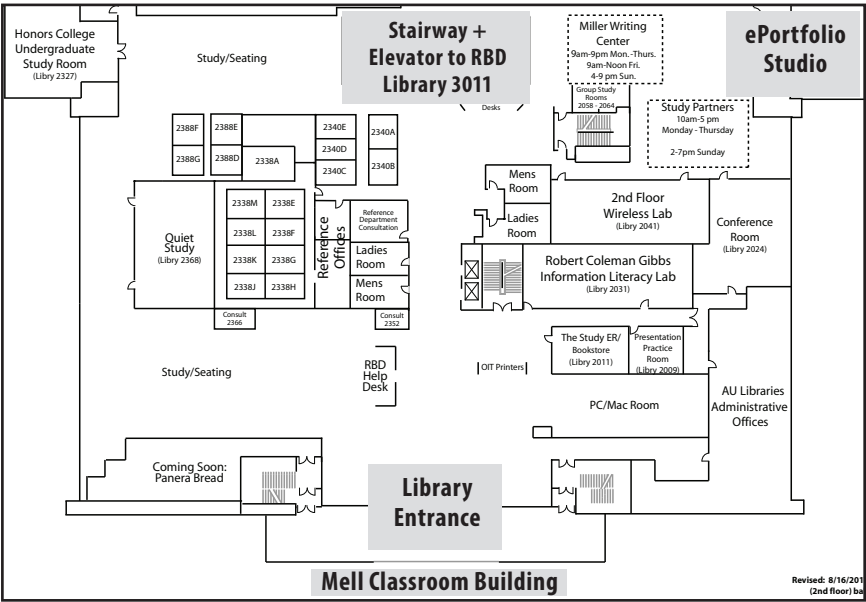 Honors College
Undergraduate
Study Room
(Libry 2327)
Study/Seating
Stairway +
Elevator to RBD
Library 3011
Desks
Miller Writing
Center
9am-9pm Mon.-Thurs.
9am-Noon Fri.
4-9 pm Sun.
Group Study
Rooms
2058 - 2064
ePortfolio
Studio
Study Partners
10am-5 pm
Monday - Thursday
2-7pm Sunday
2388F
2388E
2388G
2388D
2338A
2340E
2340D
2340C
2340A
2340B
Quiet
Study
(Libry 2368)
2338M
2338E
2338L
2338F
2338K
2338G
2338J
2338H
Reference
Offices
Reference
Department
Consultation
Ladies
Room
Mens
Room
Mens
Room
Ladies
Room
2nd Floor
Wireless Lab
(Libry 2041)
Conference
Room
(Libry 2024)
Robert Coleman Gibbs
Information Literacy Lab
(Libry 2031)
Consult
2366
Consult
2352
Study/Seating
RBD
Help
Desk
OIT Printers
The Study ER/
Bookstore
(Libry 2011)
Presentation
Practice
Room
(Libry 2009)
PC/Mac Room
AU Libraries
Administrative
Offices
Coming Soon:
Panera Bread
Library
Entrance
Mell Classroom Building
Revised: 8/16/201
(2nd floor) ba